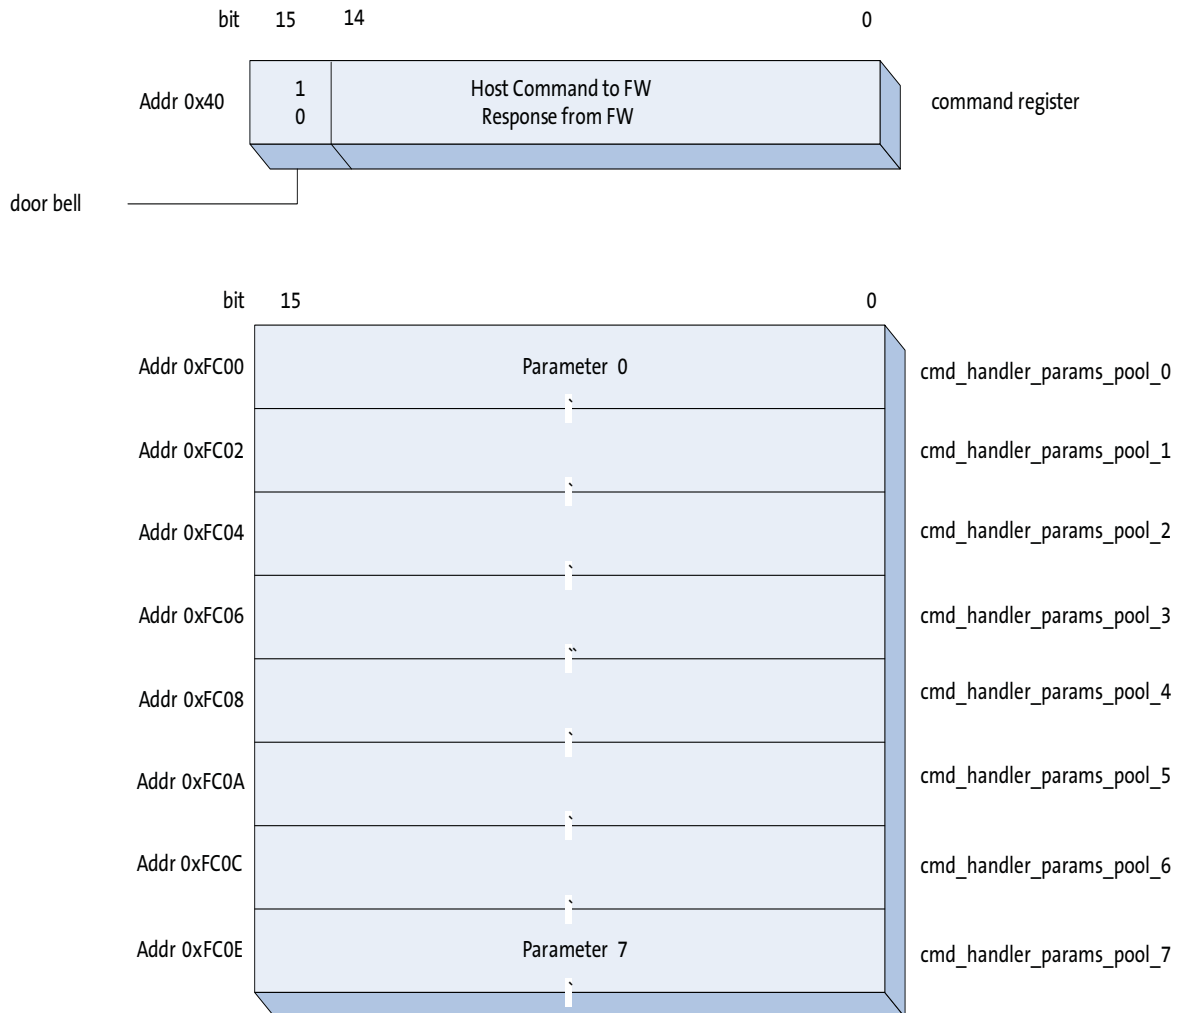 bit 15 14 0
Addr 0x40 1 Host Command to FW command register
0 Response from FW
door bell
bit 15 0
Addr 0xFC00 Parameter 0 cmd_handler_params_pool_0
Addr 0xFC02 cmd_handler_params_pool_1
Addr 0xFC04 cmd_handler_params_pool_2
Addr 0xFC06 cmd_handler_params_pool_3
Addr 0xFC08 cmd_handler_params_pool_4
Addr 0xFC0A cmd_handler_params_pool_5
Addr 0xFC0C cmd_handler_params_pool_6
Addr 0xFC0E Parameter 7 cmd_handler_params_pool_7